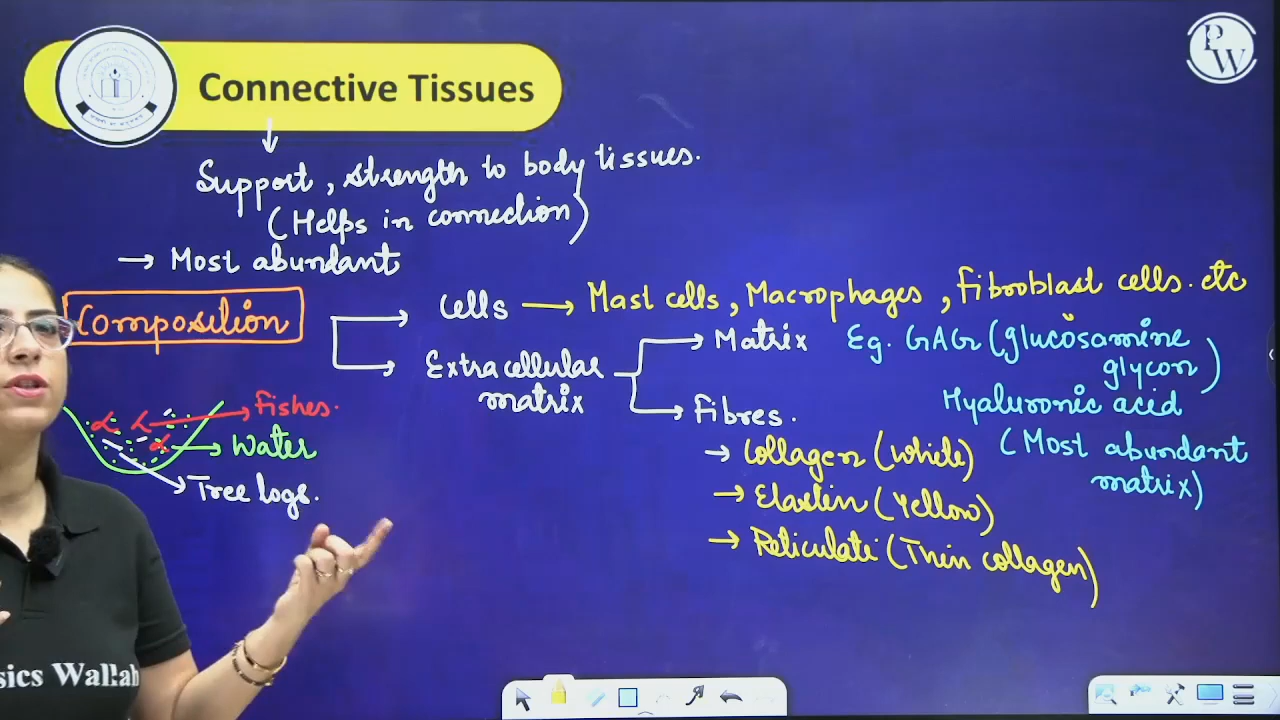 Connective Tissues
PW
Support, strength to body tissues.
(Helps in connection)
→ Most abundant
Composition
Cells → Mast cells, Macrophages, Fibroblast cells. etc
Extracellular matrix
Matrix Eg. GAG (glucosamine glycon)
Hyaluronic acid
(Most abundant matrix)
Fibres.
→ Collagen (White)
→ Elastin (Yellow)
→ Reticulate (Thin collagen)
Fishes.
Water
Tree logs.
sics Wallah